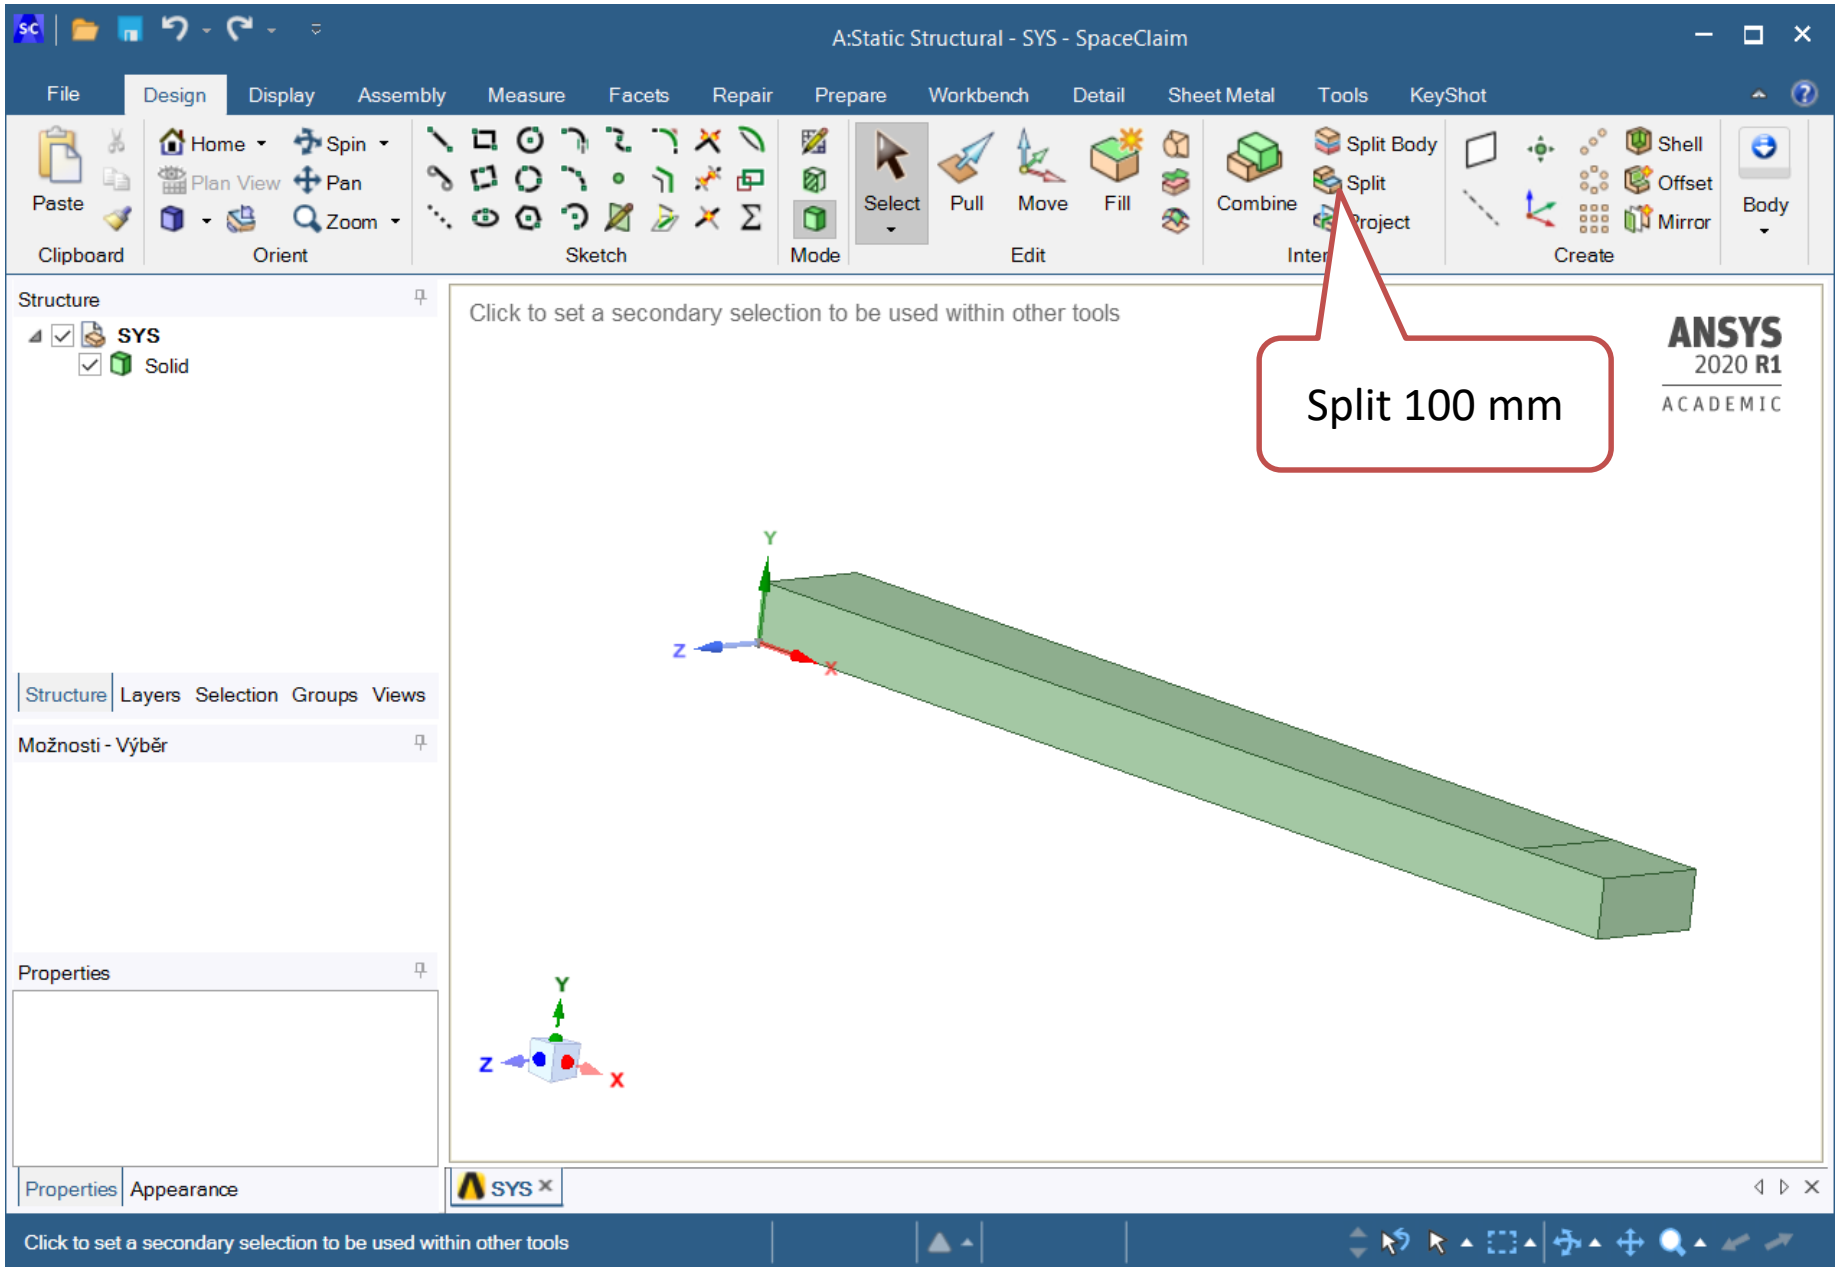 SC
A:Static Structural - SYS - SpaceClaim
File Design Display Assembly Measure Facets Repair Prepare Workbench Detail Sheet Metal Tools KeyShot
Home Spin Split Body Shell
Plan View Pan Split Offset
Paste Zoom Select Pull Move Fill Combine Project Mirror Body
Clipboard Orient Sketch Mode Edit Inter Create
Structure
SYS
Solid
Click to set a secondary selection to be used within other tools
Split 100 mm
ANSYS
2020 R1
ACADEMIC
Y
Z
X
Structure Layers Selection Groups Views
Možnosti - Výběr
Properties
Y
Z
X
Properties Appearance
SYS
Click to set a secondary selection to be used within other tools